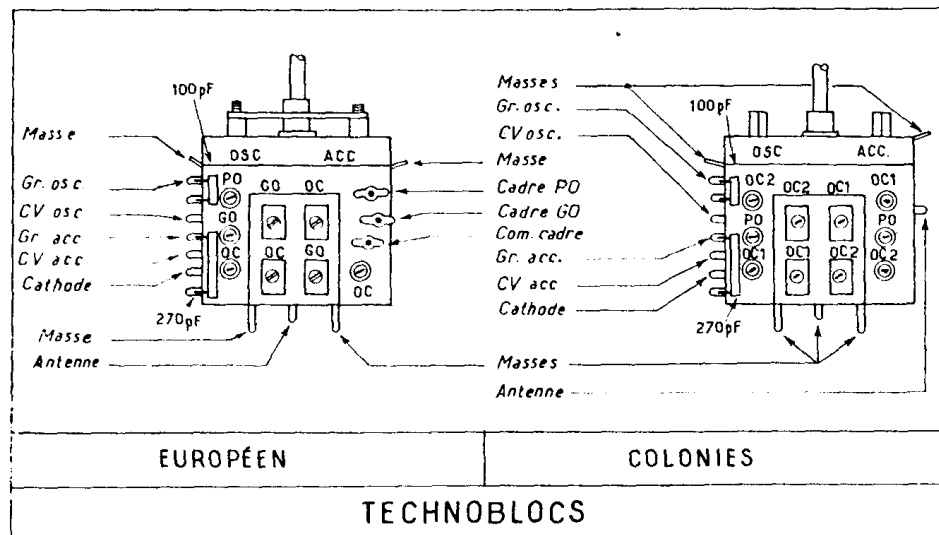 Masse
Gr. osc.
CV osc
Gr acc
CV acc
Cathode
270pF
Masse
Antenne
100pF
OSC ACC
PO
GO
OC
GO OC
OC GO
OC
Masse
Cadre PO
Cadre GO
Com. cadre
Masses
Gr. osc.
CV osc.
Gr. acc.
CV acc
Cathode
270pF
Masses
Antenne
100pF
OSC ACC.
OC2
PO
OC1
OC2 OC1
OC1 OC2
OC1
PO
OC2
EUROPÉEN
COLONIES
TECHNOBLOCS